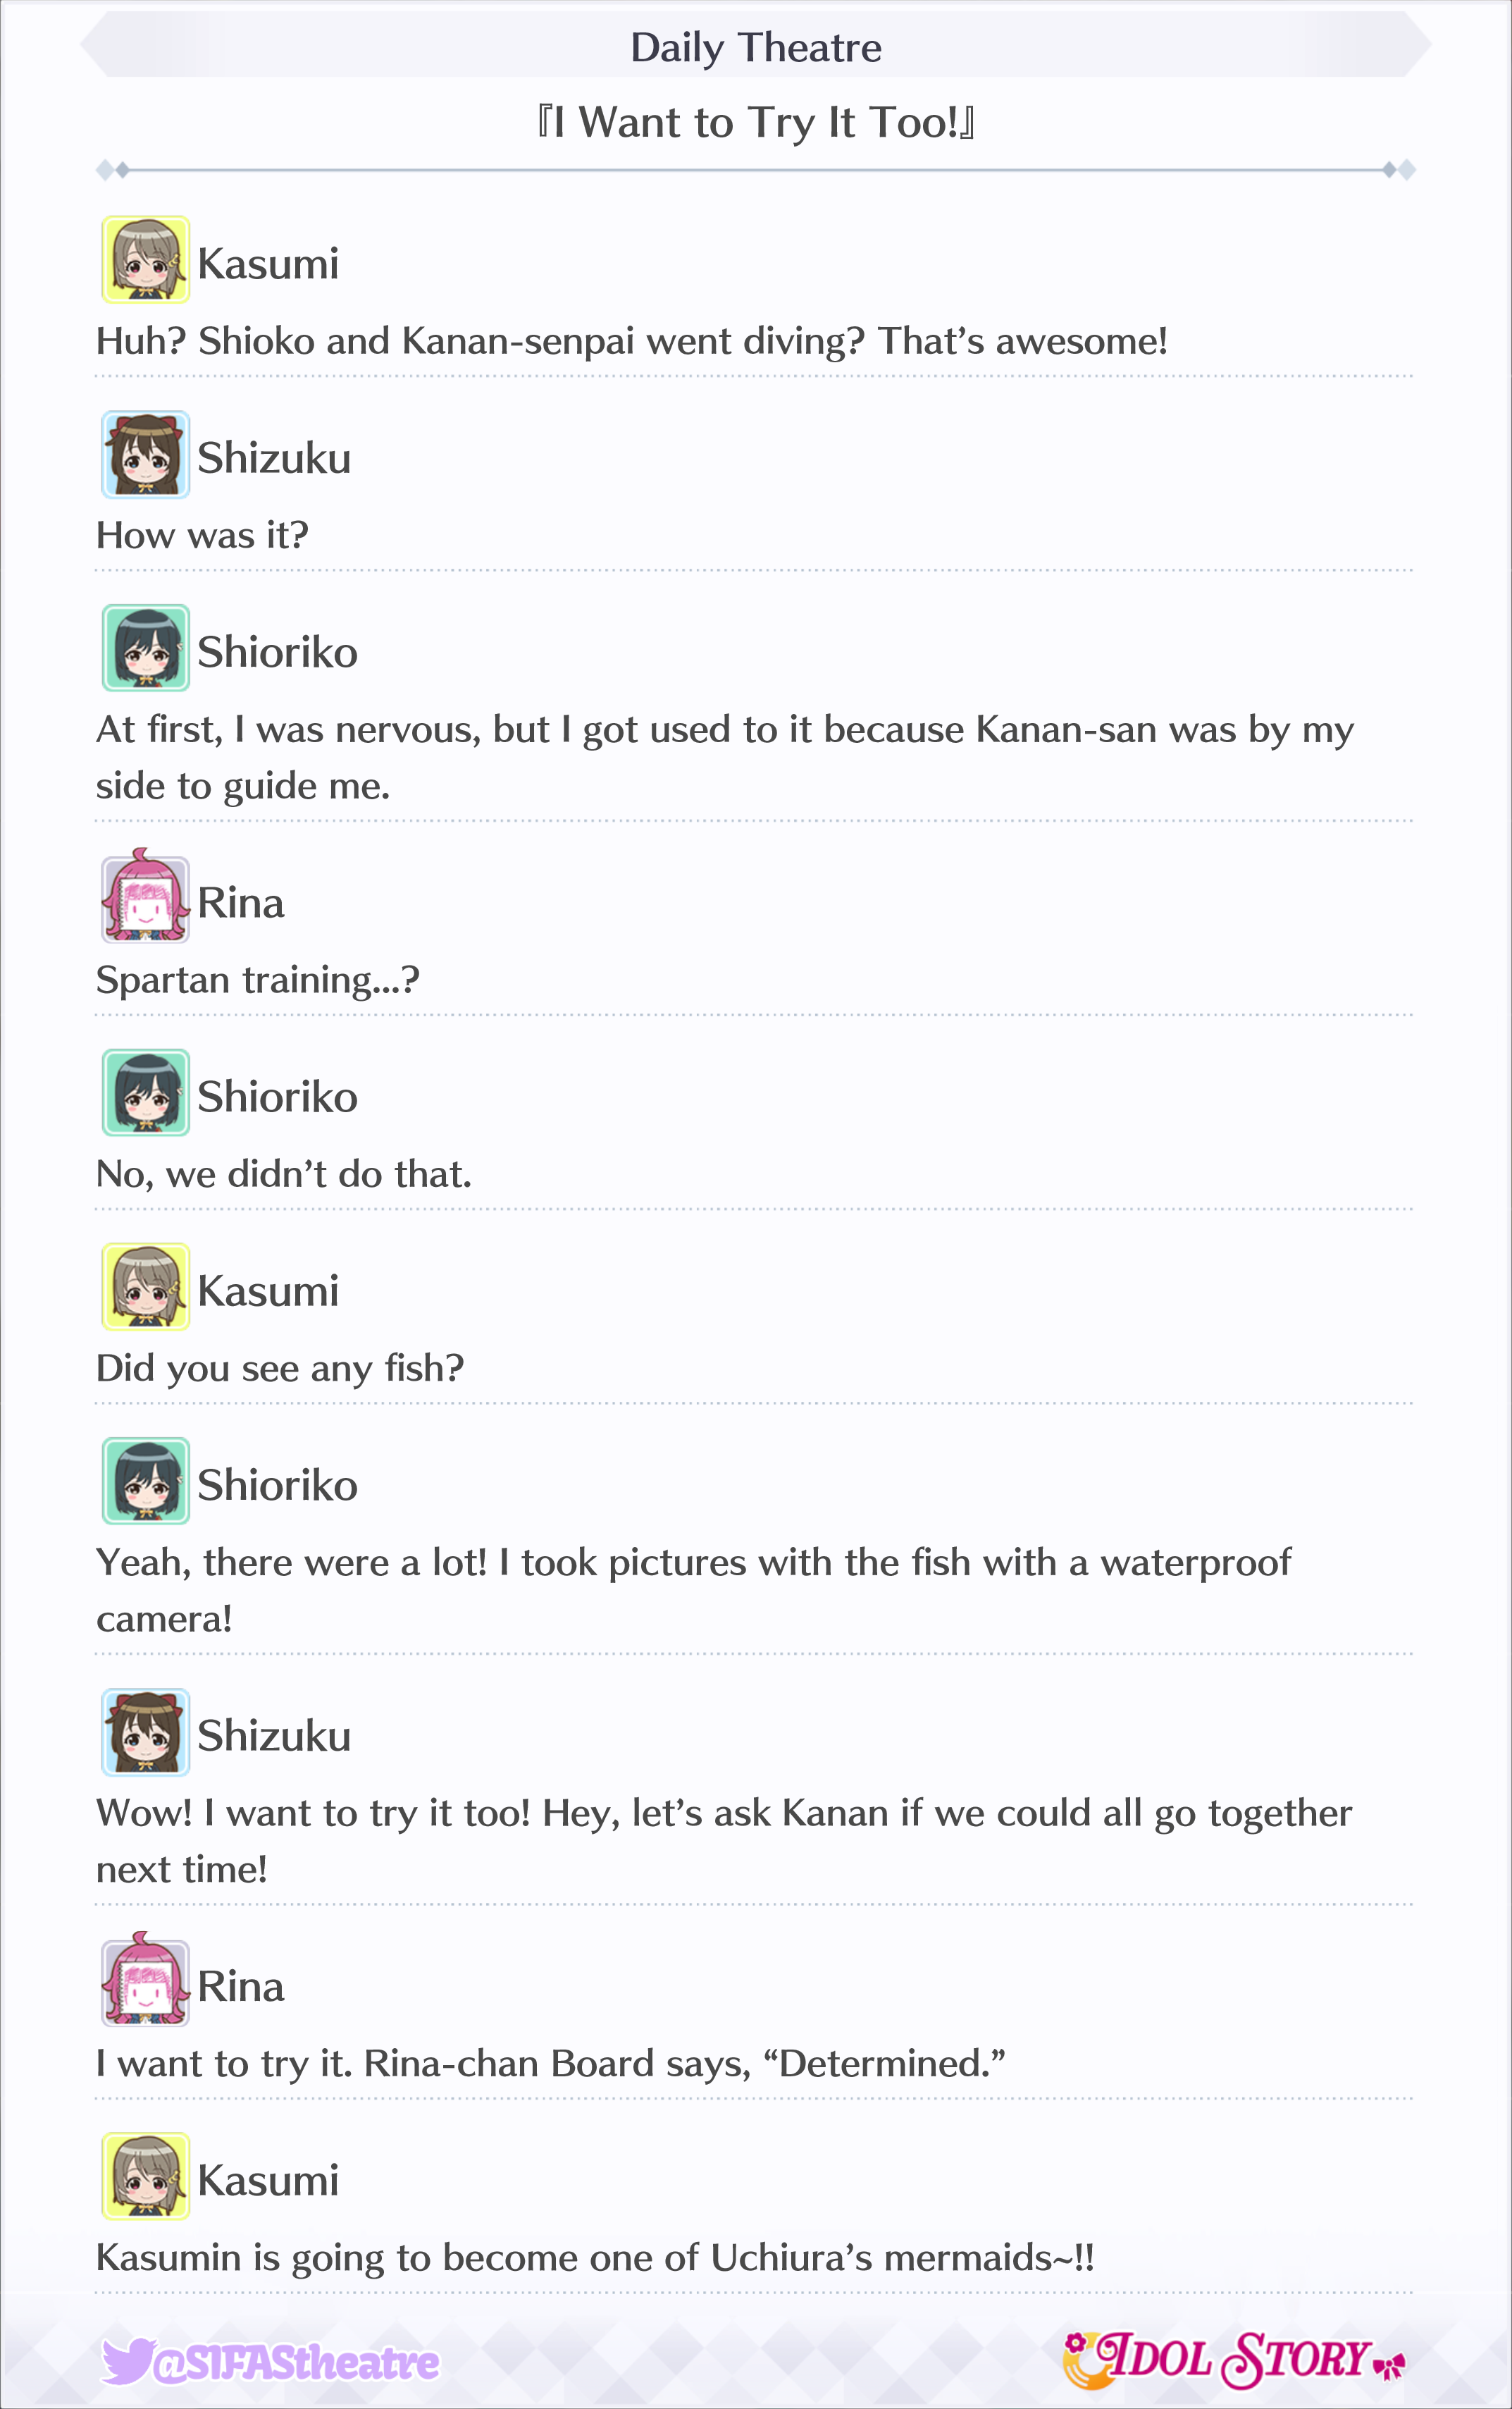 Daily Theatre
『I Want to Try It Too!』
Kasumi
Huh? Shioko and Kanan-senpai went diving? That’s awesome!
Shizuku
How was it?
Shioriko
At first, I was nervous, but I got used to it because Kanan-san was by my
side to guide me.
Rina
Spartan training...?
Shioriko
No, we didn’t do that.
Kasumi
Did you see any fish?
Shioriko
Yeah, there were a lot! I took pictures with the fish with a waterproof
camera!
Shizuku
Wow! I want to try it too! Hey, let’s ask Kanan if we could all go together
next time!
Rina
I want to try it. Rina-chan Board says, “Determined.”
Kasumi
Kasumin is going to become one of Uchiura’s mermaids~!!
@SIFAStheatre
IDOL STORY